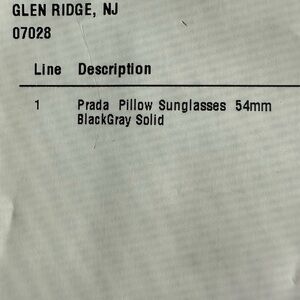 GLEN RIDGE, NJ
07028
Line Description
1 Prada Pillow Sunglasses 54mm
BlackGray Solid